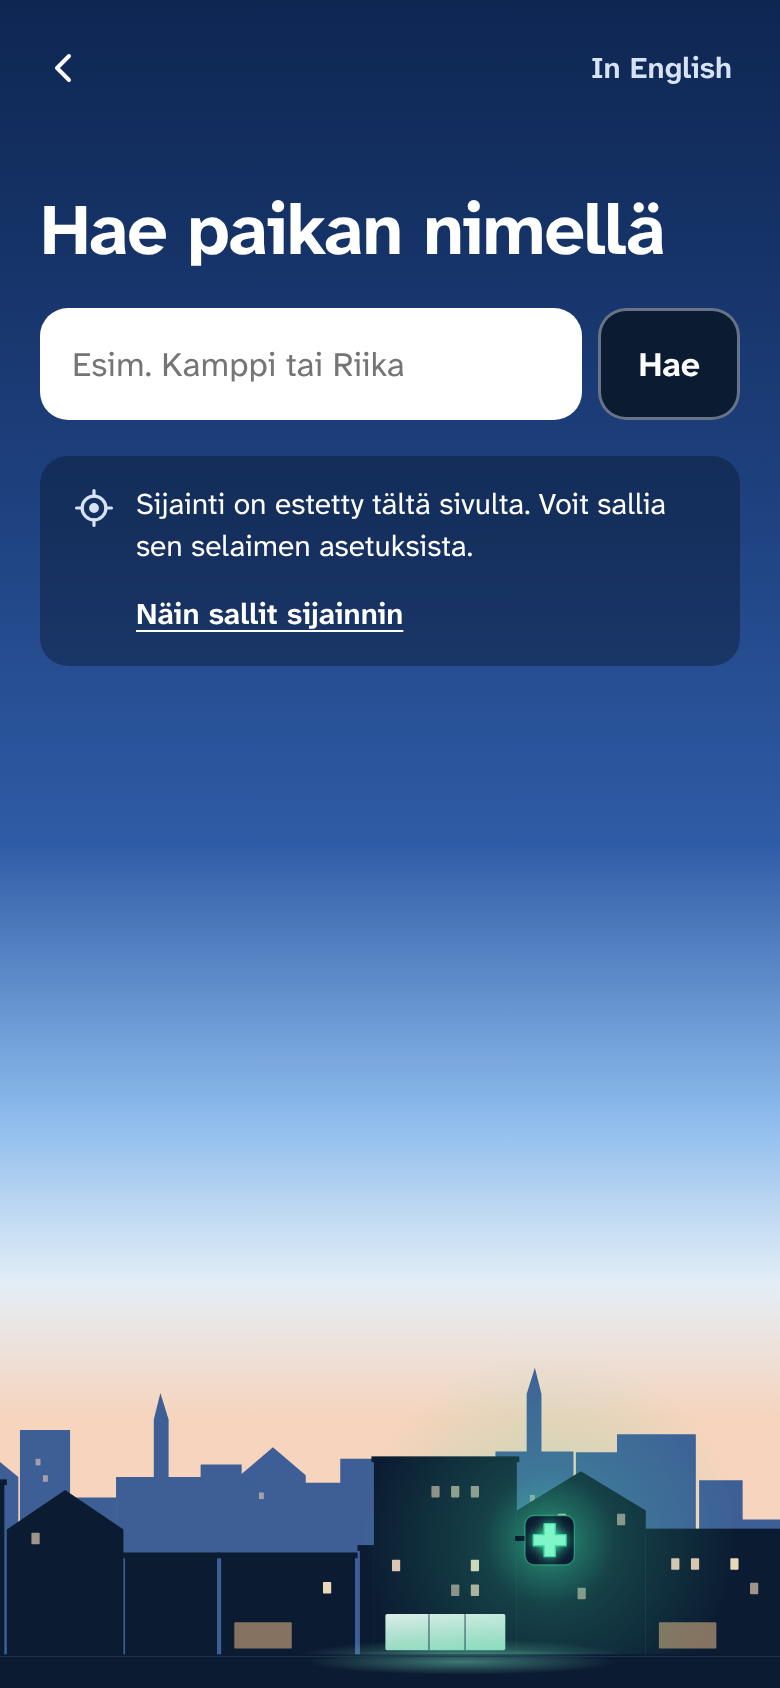 In English
Hae paikan nimellä
Esim. Kamppi tai Riika
Hae
Sijainti on estetty tältä sivulta. Voit sallia
sen selaimen asetuksista.
Näin sallit sijainnin